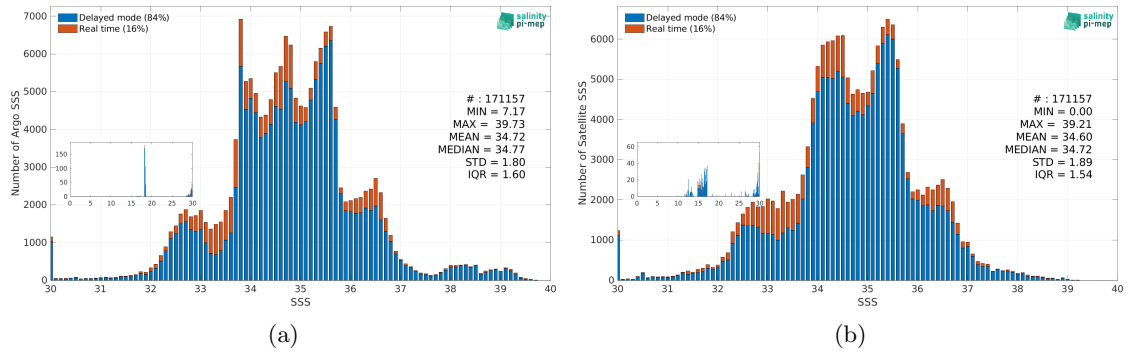 Delayed mode (84%)
Real time (16%)
salinity
pi-mep
Number of Argo SSS
7000
6000
5000
4000
3000
2000
1000
0
# : 171157
MIN = 7.17
MAX = 39.73
MEAN = 34.72
MEDIAN = 34.77
STD = 1.80
IQR = 1.60
150
100
50
0
0 5 10 15 20 25 30
30 31 32 33 34 35 36 37 38 39 40
SSS
(a)
Delayed mode (84%)
Real time (16%)
salinity
pi-mep
Number of Satellite SSS
6000
5000
4000
3000
2000
1000
0
# : 171157
MIN = 0.00
MAX = 39.21
MEAN = 34.60
MEDIAN = 34.72
STD = 1.89
IQR = 1.54
60
40
20
0
0 5 10 15 20 25 30
30 31 32 33 34 35 36 37 38 39 40
SSS
(b)